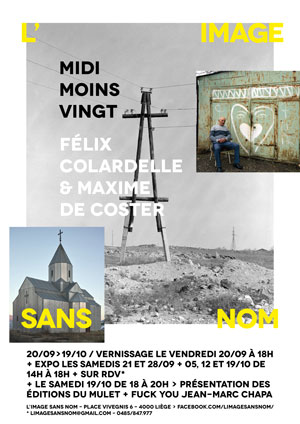 L' IMAGE
MIDI
MOINS
VINGT
FÉLIX
COLARDELLE
& MAXIME
DE COSTER
SANS NOM
20/09>19/10 / VERNISSAGE LE VENDREDI 20/09 À 18H
+ EXPO LES SAMEDIS 21 ET 28/09 + 05, 12 ET 19/10 DE
14H À 18H + SUR RDV*
+ LE SAMEDI 19/10 DE 18 À 20H > PRÉSENTATION DES
ÉDITIONS DU MULET + FUCK YOU JEAN-MARC CHAPA
L'IMAGE SANS NOM – PLACE VIVEGNIS 6 – 4000 LIÈGE > FACEBOOK.COM/LIMAGESANSNOM/
* LIMAGESANSNOM@GMAIL.COM – 0485/847.977